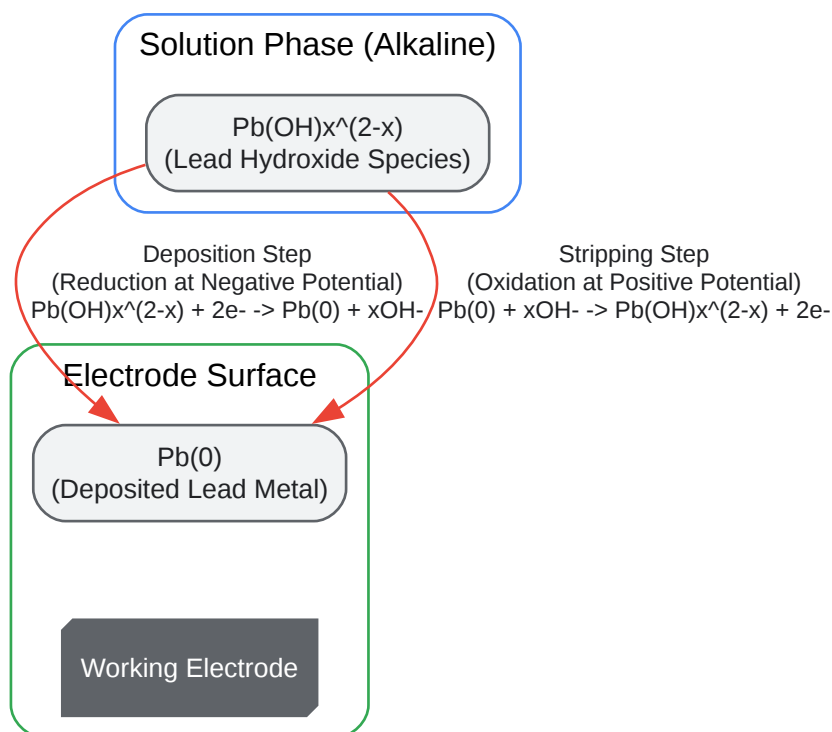 Solution Phase (Alkaline)
Pb(OH)x^(2-x)
(Lead Hydroxide Species)
Deposition Step
(Reduction at Negative Potential)
Pb(OH)x^(2-x) + 2e- -> Pb(0) + xOH-
Stripping Step
(Oxidation at Positive Potential)
Pb(0) + xOH- -> Pb(OH)x^(2-x) + 2e-
Electrode Surface
Pb(0)
(Deposited Lead Metal)
Working Electrode